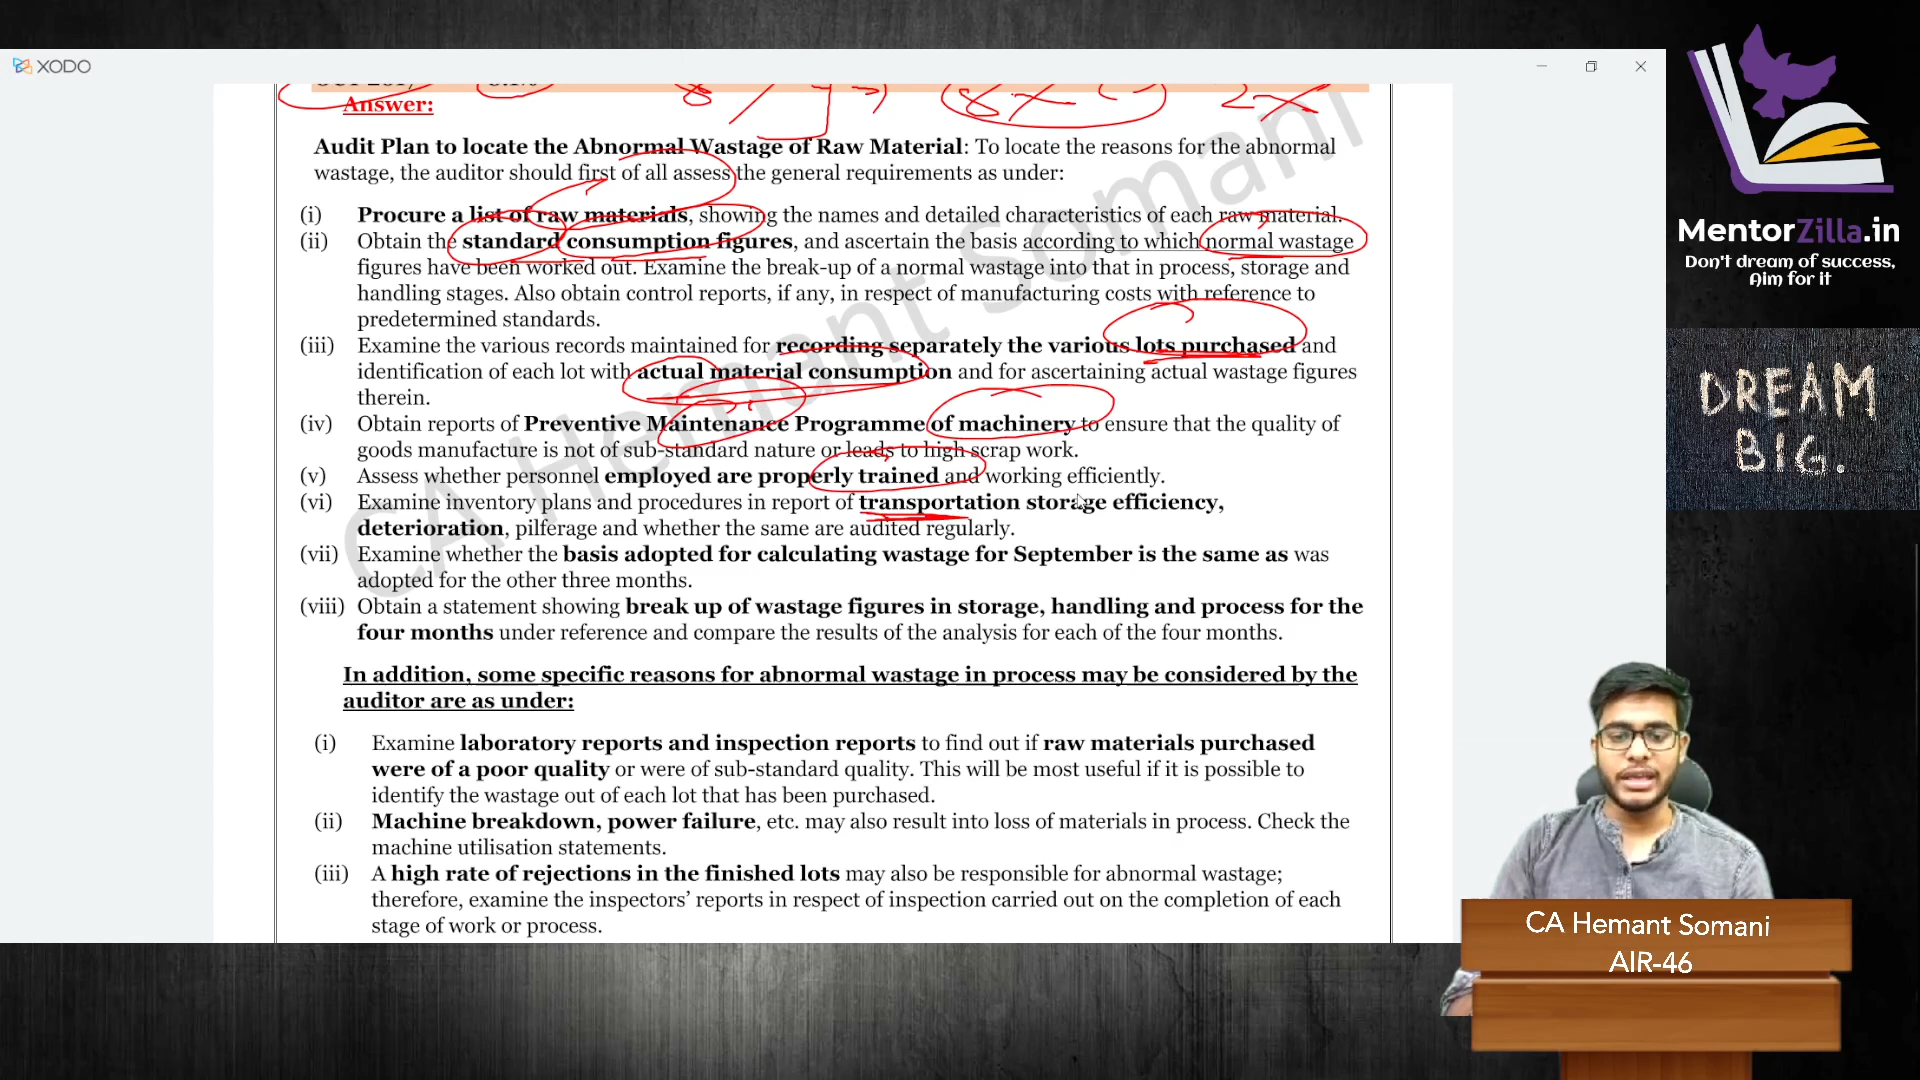 XODO
Answer:
Audit Plan to locate the Abnormal Wastage of Raw Material: To locate the reasons for the abnormal
wastage, the auditor should first of all assess the general requirements as under:
(i) Procure a list of raw materials, showing the names and detailed characteristics of each raw material.
(ii) Obtain the standard consumption figures, and ascertain the basis according to which normal wastage
figures have been worked out. Examine the break-up of a normal wastage into that in process, storage and
handling stages. Also obtain control reports, if any, in respect of manufacturing costs with reference to
predetermined standards.
(iii) Examine the various records maintained for recording separately the various lots purchased and
identification of each lot with actual material consumption and for ascertaining actual wastage figures
therein.
(iv) Obtain reports of Preventive Maintenance Programme of machinery to ensure that the quality of
goods manufacture is not of sub-standard nature or leads to high scrap work.
(v) Assess whether personnel employed are properly trained and working efficiently.
(vi) Examine inventory plans and procedures in report of transportation storage efficiency,
deterioration, pilferage and whether the same are audited regularly.
(vii) Examine whether the basis adopted for calculating wastage for September is the same as was
adopted for the other three months.
(viii) Obtain a statement showing break up of wastage figures in storage, handling and process for the
four months under reference and compare the results of the analysis for each of the four months.
In addition, some specific reasons for abnormal wastage in process may be considered by the
auditor are as under:
(i) Examine laboratory reports and inspection reports to find out if raw materials purchased
were of a poor quality or were of sub-standard quality. This will be most useful if it is possible to
identify the wastage out of each lot that has been purchased.
(ii) Machine breakdown, power failure, etc. may also result into loss of materials in process. Check the
machine utilisation statements.
(iii) A high rate of rejections in the finished lots may also be responsible for abnormal wastage;
therefore, examine the inspectors' reports in respect of inspection carried out on the completion of each
stage of work or process.
CA Hemant Somani
MentorZilla.in
Don't dream of success,
Aim for it
DREAM
BIG.
CA Hemant Somani
AIR-46